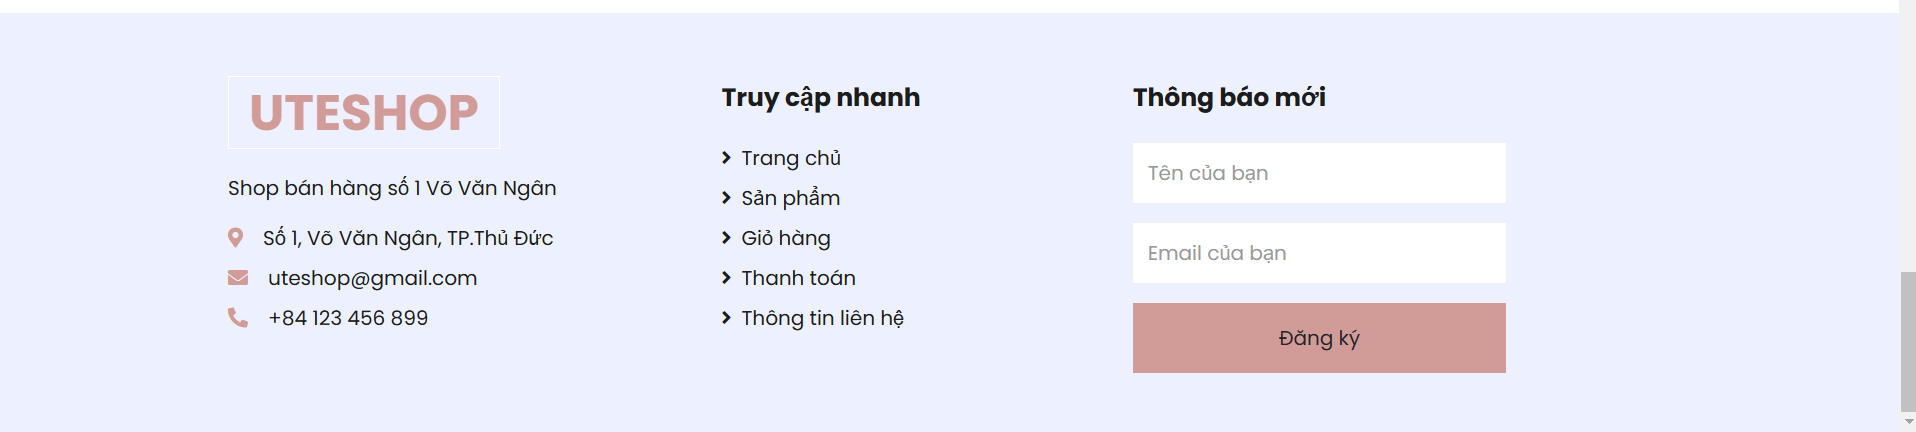 UTESHOP
Shop bán hàng số 1 Võ Văn Ngân
Số 1, Võ Văn Ngân, TP.Thủ Đức
uteshop@gmail.com
+84 123 456 899
Truy cập nhanh
Trang chủ
Sản phẩm
Giỏ hàng
Thanh toán
Thông tin liên hệ
Thông báo mới
Tên của bạn
Email của bạn
Đăng ký